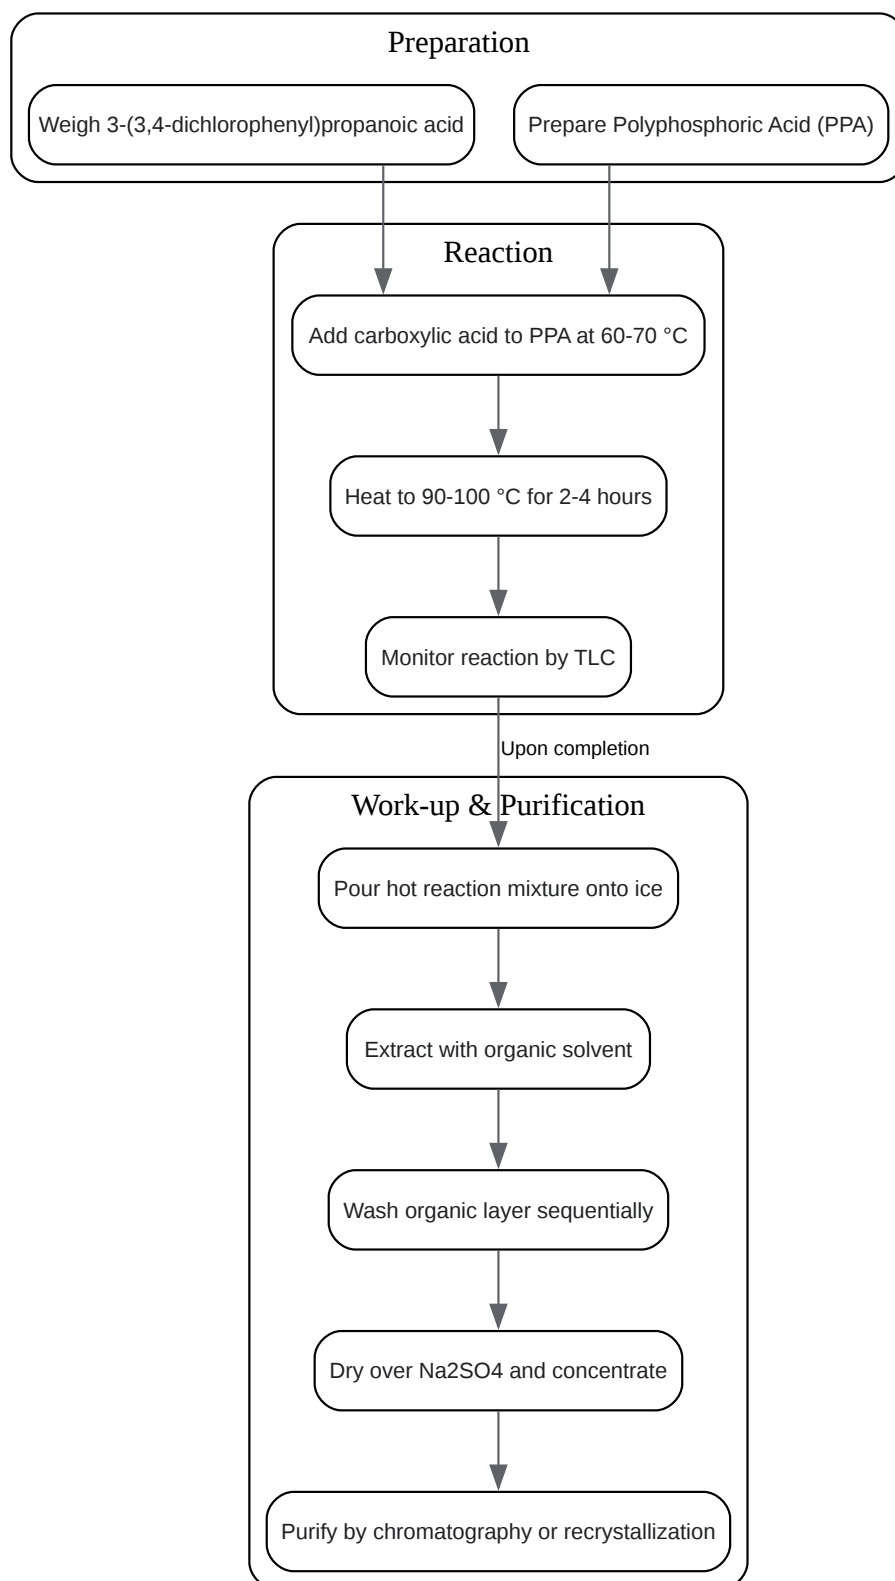 Preparation
Weigh 3-(3,4-dichlorophenyl)propanoic acid
Prepare Polyphosphoric Acid (PPA)
Reaction
Add carboxylic acid to PPA at 60-70 °C
Heat to 90-100 °C for 2-4 hours
Monitor reaction by TLC
Upon completion
Work-up & Purification
Pour hot reaction mixture onto ice
Extract with organic solvent
Wash organic layer sequentially
Dry over Na2SO4 and concentrate
Purify by chromatography or recrystallization